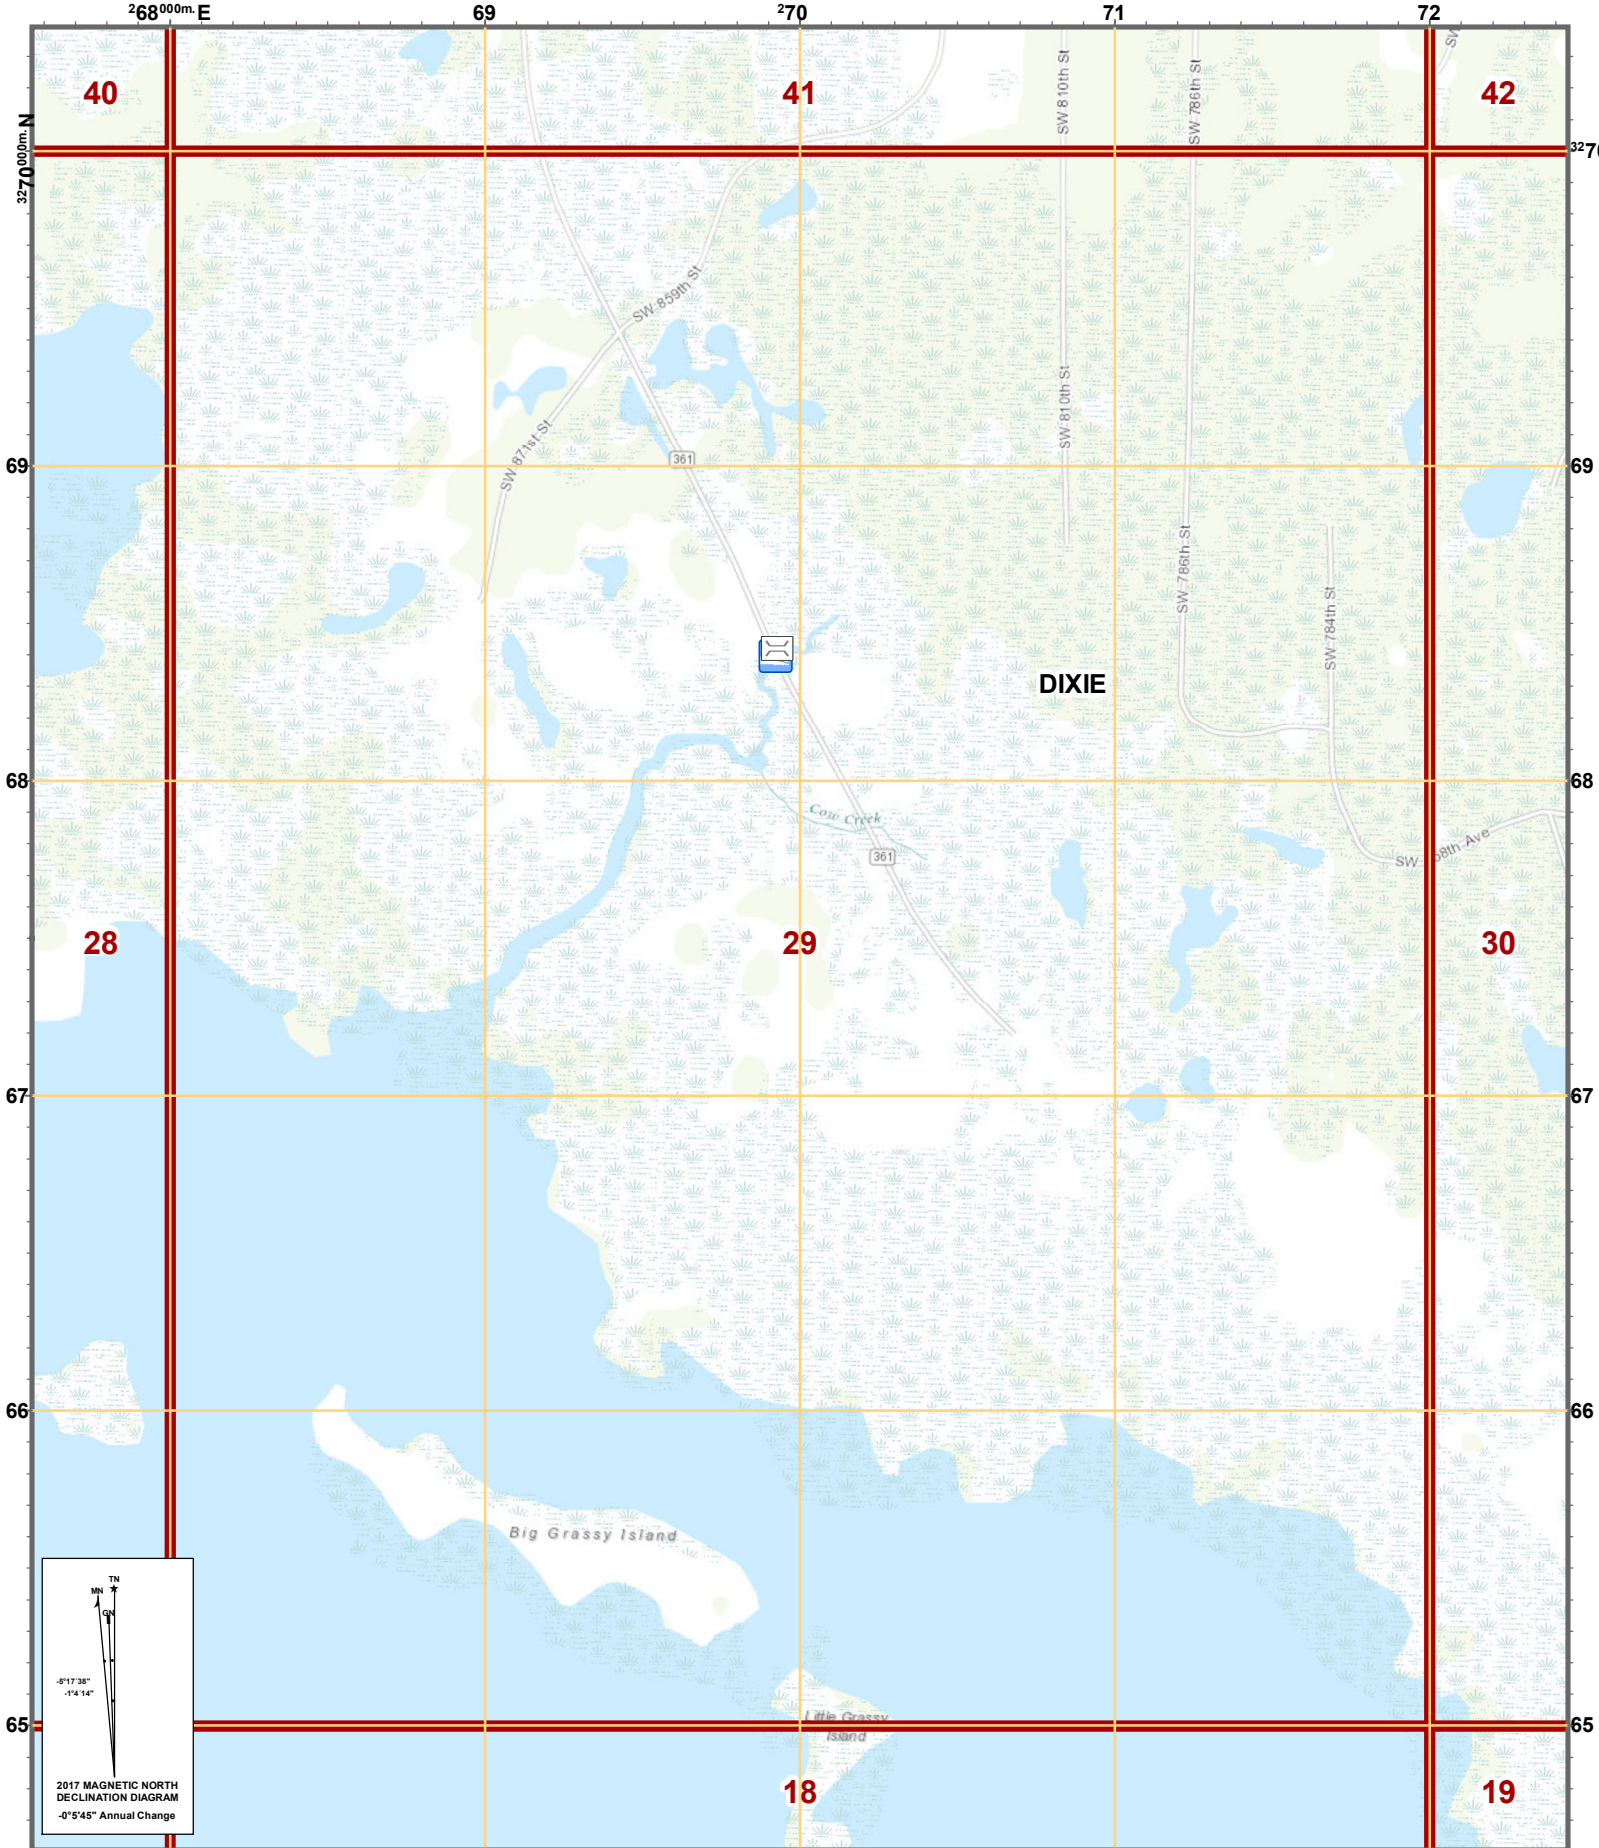 268000m. E
69
270
71
72
3270000m. N
40
41
42
SW 810th St
SW 786th St
SW
SW 859th St
SW 871st St
SW 810th St
361
69
69
SW 786th St
SW 784th St
DIXIE
68
68
Cow Creek
361
SW
68th Ave
28
29
30
67
67
66
66
Big Grassy Island
TN
MN
GN
-5°17'38"
-1°4'14"
Little Grassy
Island
65
65
2017 MAGNETIC NORTH
DECLINATION DIAGRAM
-0°5'45" Annual Change
18
19